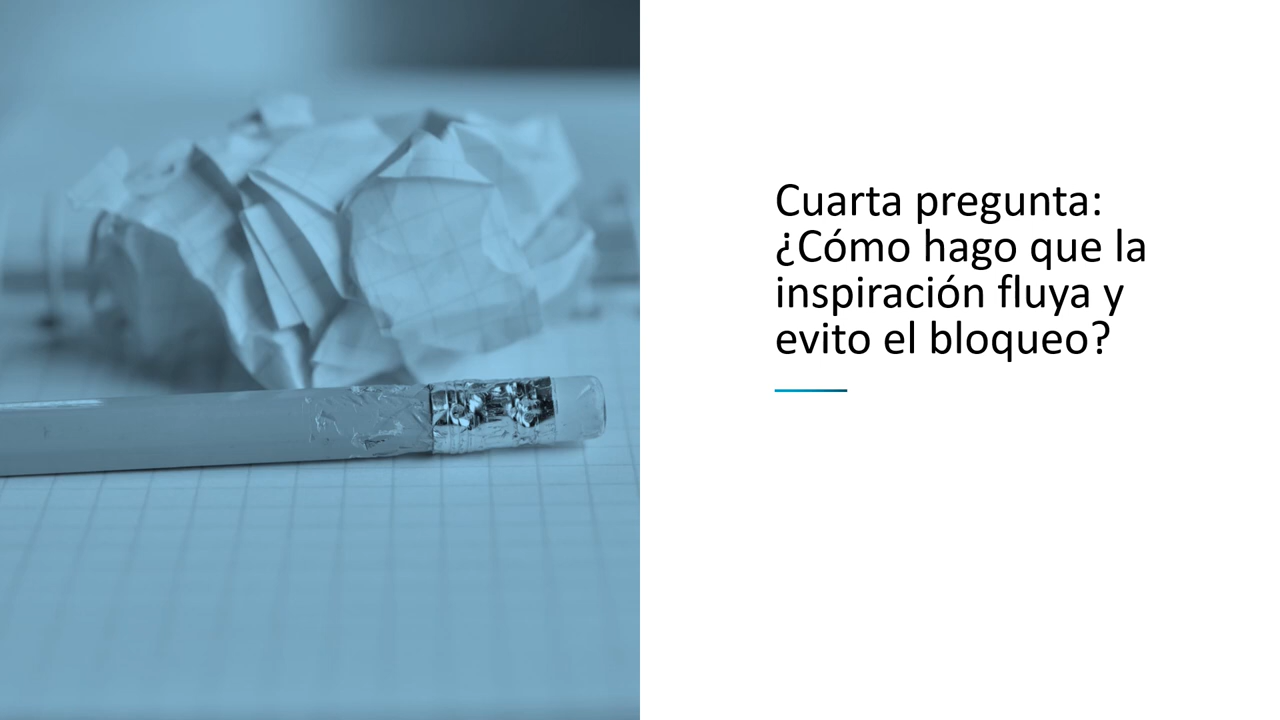 Cuarta pregunta:
¿Cómo hago que la
inspiración fluya y
evito el bloqueo?